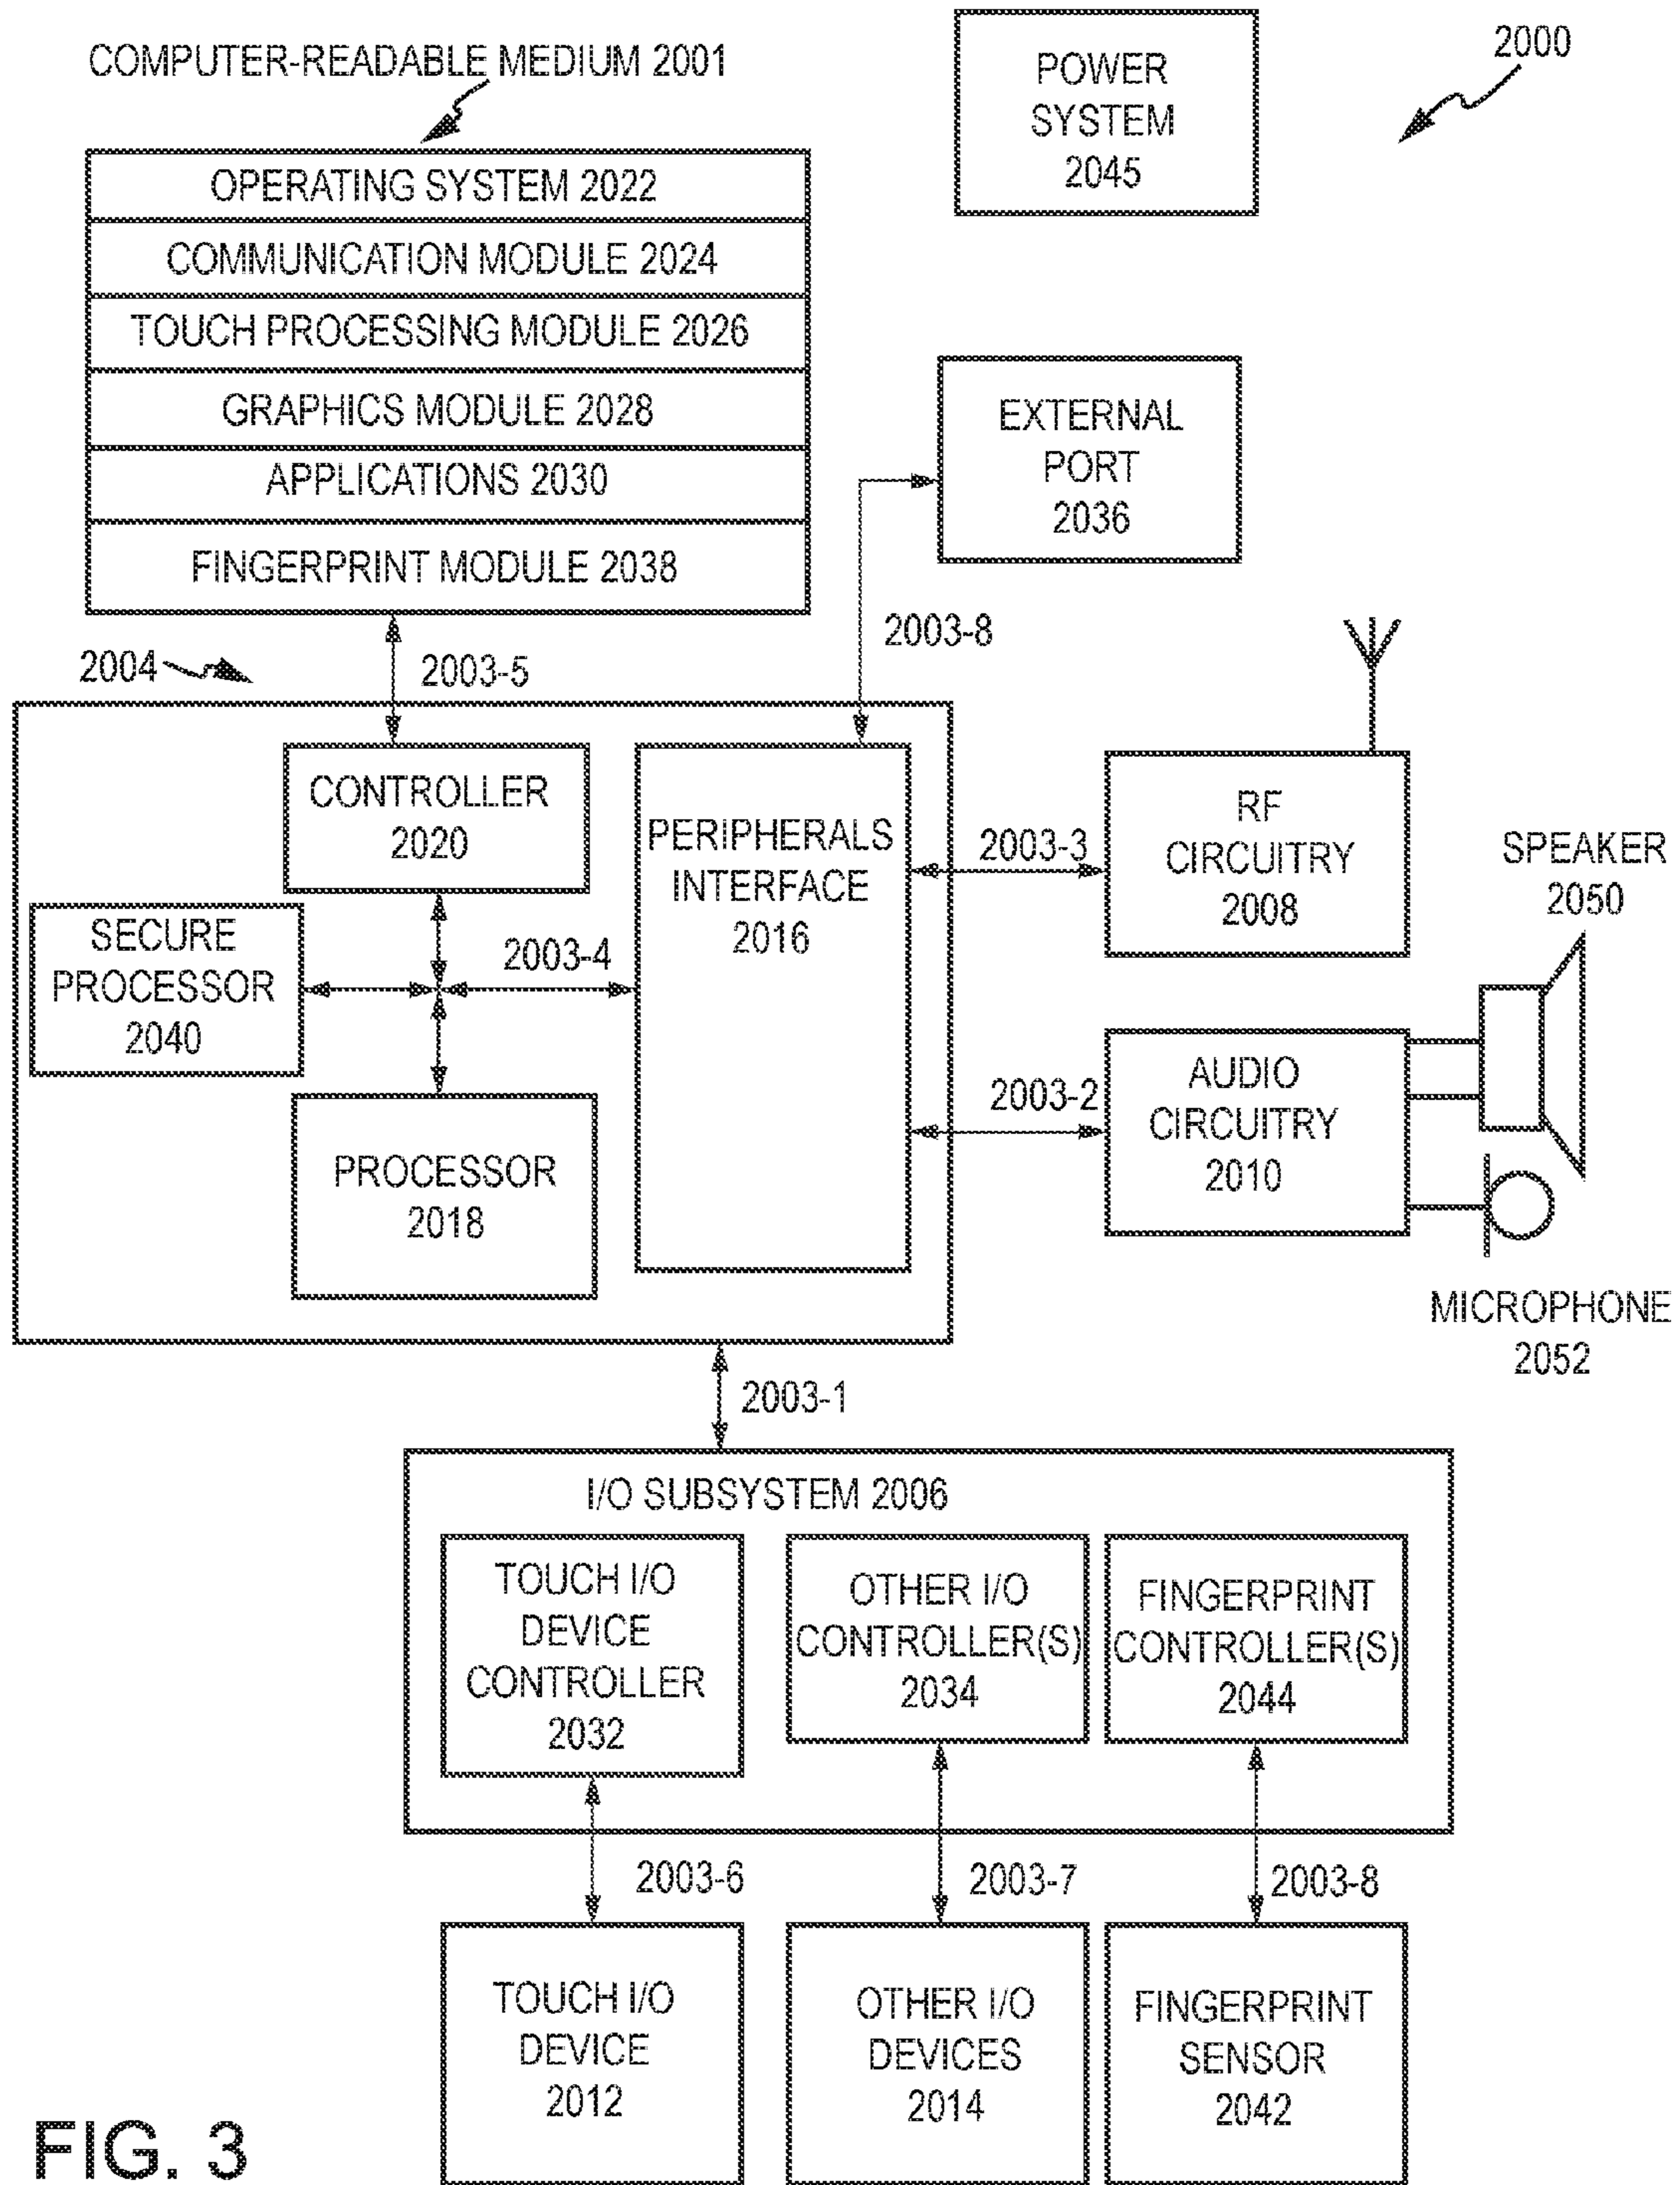 COMPUTER-READABLE MEDIUM 2001
OPERATING SYSTEM 2022
COMMUNICATION MODULE 2024
TOUCH PROCESSING MODULE 2026
GRAPHICS MODULE 2028
APPLICATIONS 2030
FINGERPRINT MODULE 2038
POWER
SYSTEM
2045
2000
EXTERNAL
PORT
2036
2003-8
2004
2003-5
CONTROLLER
2020
SECURE
PROCESSOR
2040
2003-4
PROCESSOR
2018
PERIPHERALS
INTERFACE
2016
2003-3
RF
CIRCUITRY
2008
SPEAKER
2050
2003-2
AUDIO
CIRCUITRY
2010
MICROPHONE
2052
2003-1
I/O SUBSYSTEM 2006
TOUCH I/O
DEVICE
CONTROLLER
2032
OTHER I/O
CONTROLLER(S)
2034
FINGERPRINT
CONTROLLER(S)
2044
2003-6
2003-7
2003-8
TOUCH I/O
DEVICE
2012
OTHER I/O
DEVICES
2014
FINGERPRINT
SENSOR
2042
FIG. 3